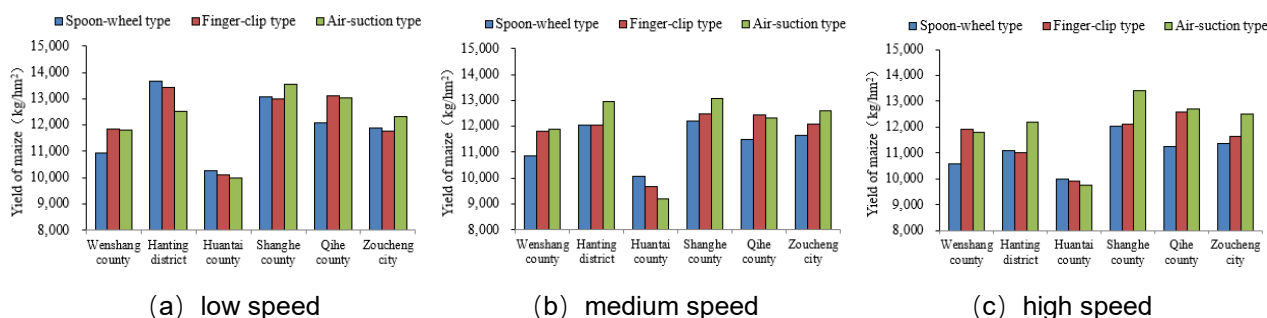 Spoon-wheel type Finger-clip type Air-suction type
Yield of maize（kg/hm²）
15,000
14,000
13,000
12,000
11,000
10,000
9,000
8,000
Wenshang county Hanting district Huantai county Shanghe county Qihe county Zoucheng city
(a) low speed
Spoon-wheel type Finger-clip type Air-suction type
Yield of maize（kg/hm²）
15,000
14,000
13,000
12,000
11,000
10,000
9,000
8,000
Wenshang county Hanting district Huantai county Shanghe county Qihe county Zoucheng city
(b) medium speed
Spoon-wheel type Finger-clip type Air-suction type
Yield of maize（kg/hm²）
15,000
14,000
13,000
12,000
11,000
10,000
9,000
8,000
Wenshang county Hanting district Huantai county Shanghe county Qihe county Zoucheng city
(c) high speed